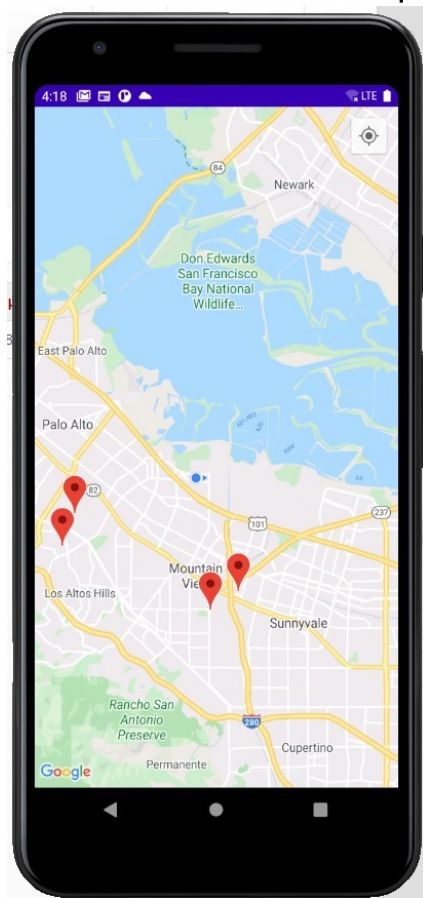 4:18 LTE
84
Newark
Don Edwards
San Francisco
Bay National
Wildlife...
East Palo Alto
Palo Alto
82
237
101
Mountain
View
Los Altos Hills
Sunnyvale
Rancho San
Antonio
Preserve
280
Cupertino
Permanente
Google